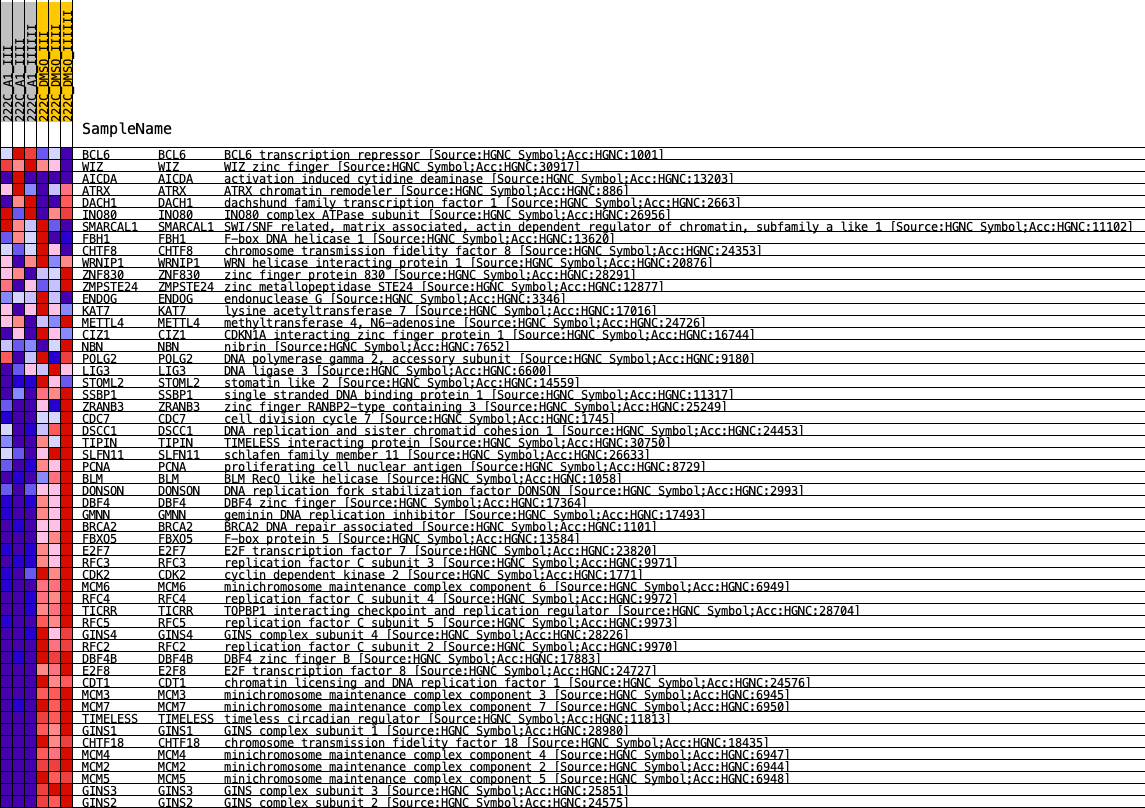 222C_A1_III
222C_A1_IIII
222C_A1_IIIIII
222C_DMSO_III
222C_DMSO_IIII
222C_DMSO_IIIIII
SampleName
BCL6 BCL6 BCL6 transcription repressor [Source:HGNC Symbol;Acc:HGNC:1001]
WIZ WIZ WIZ zinc finger [Source:HGNC Symbol;Acc:HGNC:30917]
AICDA AICDA activation induced cytidine deaminase [Source:HGNC Symbol;Acc:HGNC:13203]
ATRX ATRX ATRX chromatin remodeler [Source:HGNC Symbol;Acc:HGNC:886]
DACH1 DACH1 dachshund family transcription factor 1 [Source:HGNC Symbol;Acc:HGNC:2663]
INO80 INO80 INO80 complex ATPase subunit [Source:HGNC Symbol;Acc:HGNC:26956]
SMARCAL1 SMARCAL1 SWI/SNF related, matrix associated, actin dependent regulator of chromatin, subfamily a like 1 [Source:HGNC Symbol;Acc:HGNC:11102]
FBH1 FBH1 F-box DNA helicase 1 [Source:HGNC Symbol;Acc:HGNC:13620]
CHTF8 CHTF8 chromosome transmission fidelity factor 8 [Source:HGNC Symbol;Acc:HGNC:24353]
WRNIP1 WRNIP1 WRN helicase interacting protein 1 [Source:HGNC Symbol;Acc:HGNC:20876]
ZNF830 ZNF830 zinc finger protein 830 [Source:HGNC Symbol;Acc:HGNC:28291]
ZMPSTE24 ZMPSTE24 zinc metallopeptidase STE24 [Source:HGNC Symbol;Acc:HGNC:12877]
ENDOG ENDOG endonuclease G [Source:HGNC Symbol;Acc:HGNC:3346]
KAT7 KAT7 lysine acetyltransferase 7 [Source:HGNC Symbol;Acc:HGNC:17016]
METTL4 METTL4 methyltransferase 4, N6-adenosine [Source:HGNC Symbol;Acc:HGNC:24726]
CIZ1 CIZ1 CDKN1A interacting zinc finger protein 1 [Source:HGNC Symbol;Acc:HGNC:16744]
NBN NBN nibrin [Source:HGNC Symbol;Acc:HGNC:7652]
POLG2 POLG2 DNA polymerase gamma 2, accessory subunit [Source:HGNC Symbol;Acc:HGNC:9180]
LIG3 LIG3 DNA ligase 3 [Source:HGNC Symbol;Acc:HGNC:6600]
STOML2 STOML2 stomatin like 2 [Source:HGNC Symbol;Acc:HGNC:14559]
SSBP1 SSBP1 single stranded DNA binding protein 1 [Source:HGNC Symbol;Acc:HGNC:11317]
ZRANB3 ZRANB3 zinc finger RANBP2-type containing 3 [Source:HGNC Symbol;Acc:HGNC:25249]
CDC7 CDC7 cell division cycle 7 [Source:HGNC Symbol;Acc:HGNC:1745]
DSCC1 DSCC1 DNA replication and sister chromatid cohesion 1 [Source:HGNC Symbol;Acc:HGNC:24453]
TIPIN TIPIN TIMELESS interacting protein [Source:HGNC Symbol;Acc:HGNC:30750]
SLFN11 SLFN11 schlafen family member 11 [Source:HGNC Symbol;Acc:HGNC:26633]
PCNA PCNA proliferating cell nuclear antigen [Source:HGNC Symbol;Acc:HGNC:8729]
BLM BLM BLM RecQ like helicase [Source:HGNC Symbol;Acc:HGNC:1058]
DONSON DONSON DNA replication fork stabilization factor DONSON [Source:HGNC Symbol;Acc:HGNC:2993]
DBF4 DBF4 DBF4 zinc finger [Source:HGNC Symbol;Acc:HGNC:17364]
GMNN GMNN geminin DNA replication inhibitor [Source:HGNC Symbol;Acc:HGNC:17493]
BRCA2 BRCA2 BRCA2 DNA repair associated [Source:HGNC Symbol;Acc:HGNC:1101]
FBXO5 FBXO5 F-box protein 5 [Source:HGNC Symbol;Acc:HGNC:13584]
E2F7 E2F7 E2F transcription factor 7 [Source:HGNC Symbol;Acc:HGNC:23820]
RFC3 RFC3 replication factor C subunit 3 [Source:HGNC Symbol;Acc:HGNC:9971]
CDK2 CDK2 cyclin dependent kinase 2 [Source:HGNC Symbol;Acc:HGNC:1771]
MCM6 MCM6 minichromosome maintenance complex component 6 [Source:HGNC Symbol;Acc:HGNC:6949]
RFC4 RFC4 replication factor C subunit 4 [Source:HGNC Symbol;Acc:HGNC:9972]
TICRR TICRR TOPBP1 interacting checkpoint and replication regulator [Source:HGNC Symbol;Acc:HGNC:28704]
RFC5 RFC5 replication factor C subunit 5 [Source:HGNC Symbol;Acc:HGNC:9973]
GINS4 GINS4 GINS complex subunit 4 [Source:HGNC Symbol;Acc:HGNC:28226]
RFC2 RFC2 replication factor C subunit 2 [Source:HGNC Symbol;Acc:HGNC:9970]
DBF4B DBF4B DBF4 zinc finger B [Source:HGNC Symbol;Acc:HGNC:17883]
E2F8 E2F8 E2F transcription factor 8 [Source:HGNC Symbol;Acc:HGNC:24727]
CDT1 CDT1 chromatin licensing and DNA replication factor 1 [Source:HGNC Symbol;Acc:HGNC:24576]
MCM3 MCM3 minichromosome maintenance complex component 3 [Source:HGNC Symbol;Acc:HGNC:6945]
MCM7 MCM7 minichromosome maintenance complex component 7 [Source:HGNC Symbol;Acc:HGNC:6950]
TIMELESS TIMELESS timeless circadian regulator [Source:HGNC Symbol;Acc:HGNC:11813]
GINS1 GINS1 GINS complex subunit 1 [Source:HGNC Symbol;Acc:HGNC:28980]
CHTF18 CHTF18 chromosome transmission fidelity factor 18 [Source:HGNC Symbol;Acc:HGNC:18435]
MCM4 MCM4 minichromosome maintenance complex component 4 [Source:HGNC Symbol;Acc:HGNC:6947]
MCM2 MCM2 minichromosome maintenance complex component 2 [Source:HGNC Symbol;Acc:HGNC:6944]
MCM5 MCM5 minichromosome maintenance complex component 5 [Source:HGNC Symbol;Acc:HGNC:6948]
GINS3 GINS3 GINS complex subunit 3 [Source:HGNC Symbol;Acc:HGNC:25851]
GINS2 GINS2 GINS complex subunit 2 [Source:HGNC Symbol;Acc:HGNC:24575]